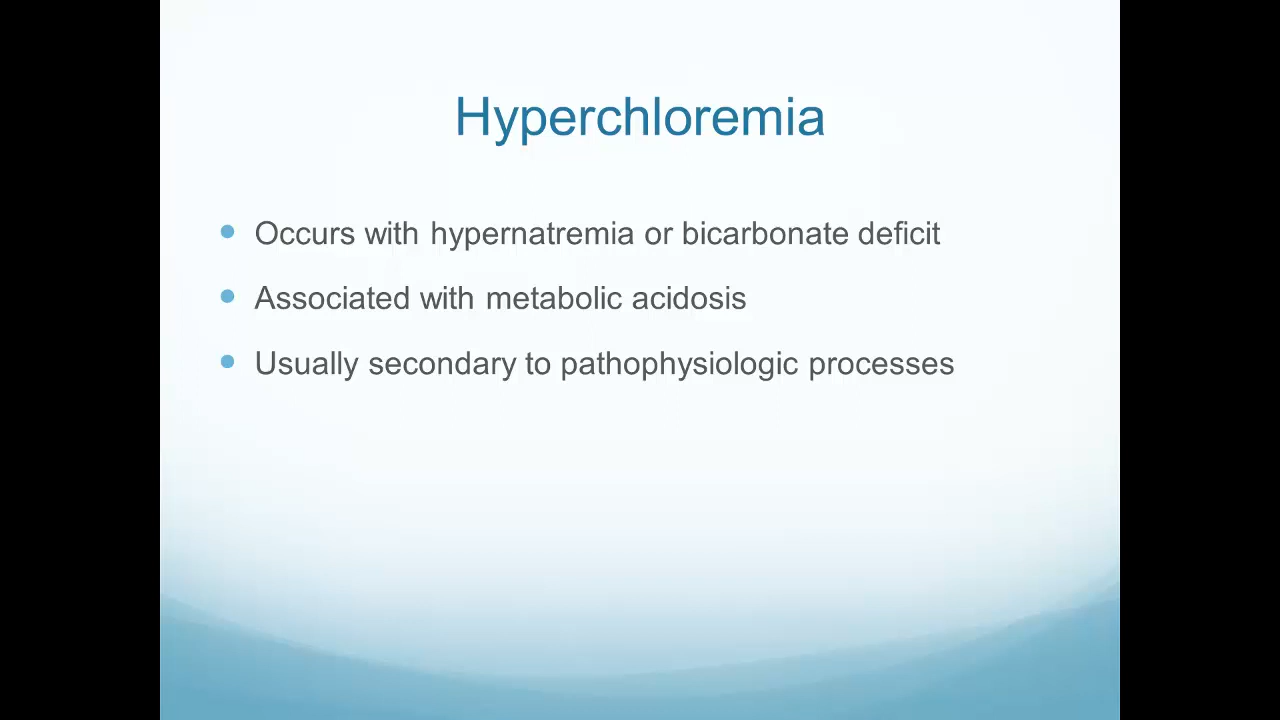 Hyperchloremia
Occurs with hypernatremia or bicarbonate deficit
Associated with metabolic acidosis
Usually secondary to pathophysiologic processes